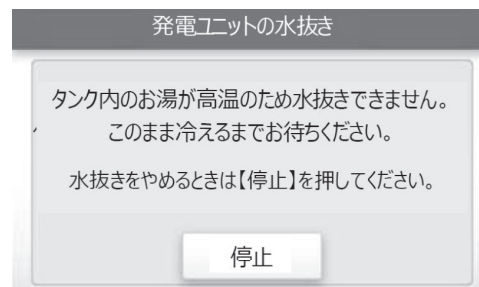 発電ユニットの水抜き
タンク内のお湯が高温のため水抜きできません。
このまま冷えるまでお待ちください。
水抜きをやめるときは【停止】を押してください。
停止